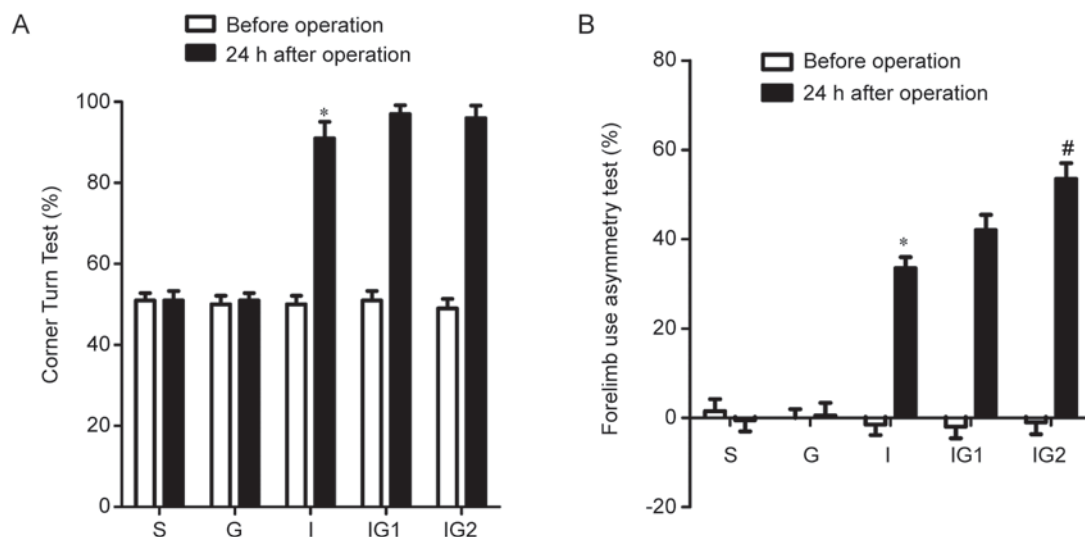 A
Before operation
24 h after operation
Corner Turn Test (%)
100
80
60
40
20
0
*
S G I IG1 IG2
B
Before operation
24 h after operation
Forelimb use asymmetry test (%)
80
60
40
20
0
-20
*
#
S G I IG1 IG2